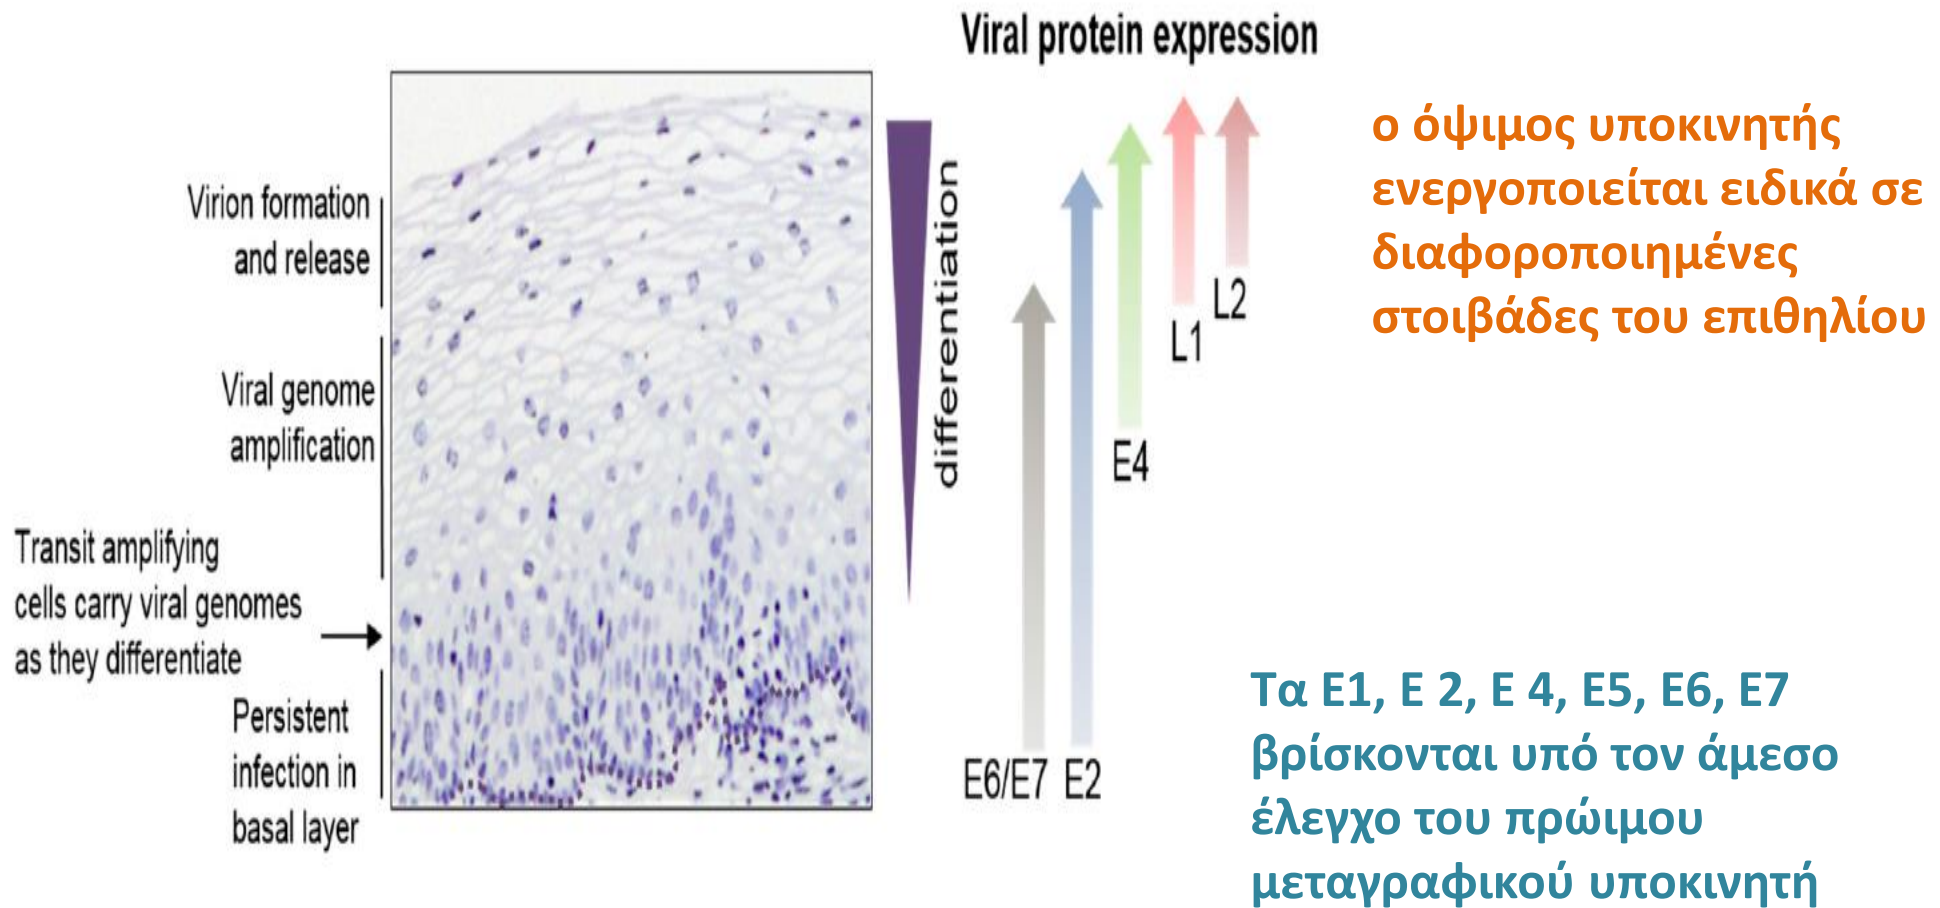 Viral protein expression
Virion formation
and release
Viral genome
amplification
Transit amplifying
cells carry viral genomes
as they differentiate
Persistent
infection in
basal layer
differentiation
E6/E7
E2
E4
L1
L2
ο όψιμος υποκινητής
ενεργοποιείται ειδικά σε
διαφοροποιημένες
στοιβάδες του επιθηλίου
Τα Ε1, Ε 2, Ε 4, Ε5, Ε6, Ε7
βρίσκονται υπό τον άμεσο
έλεγχο του πρώιμου
μεταγραφικού υποκινητή